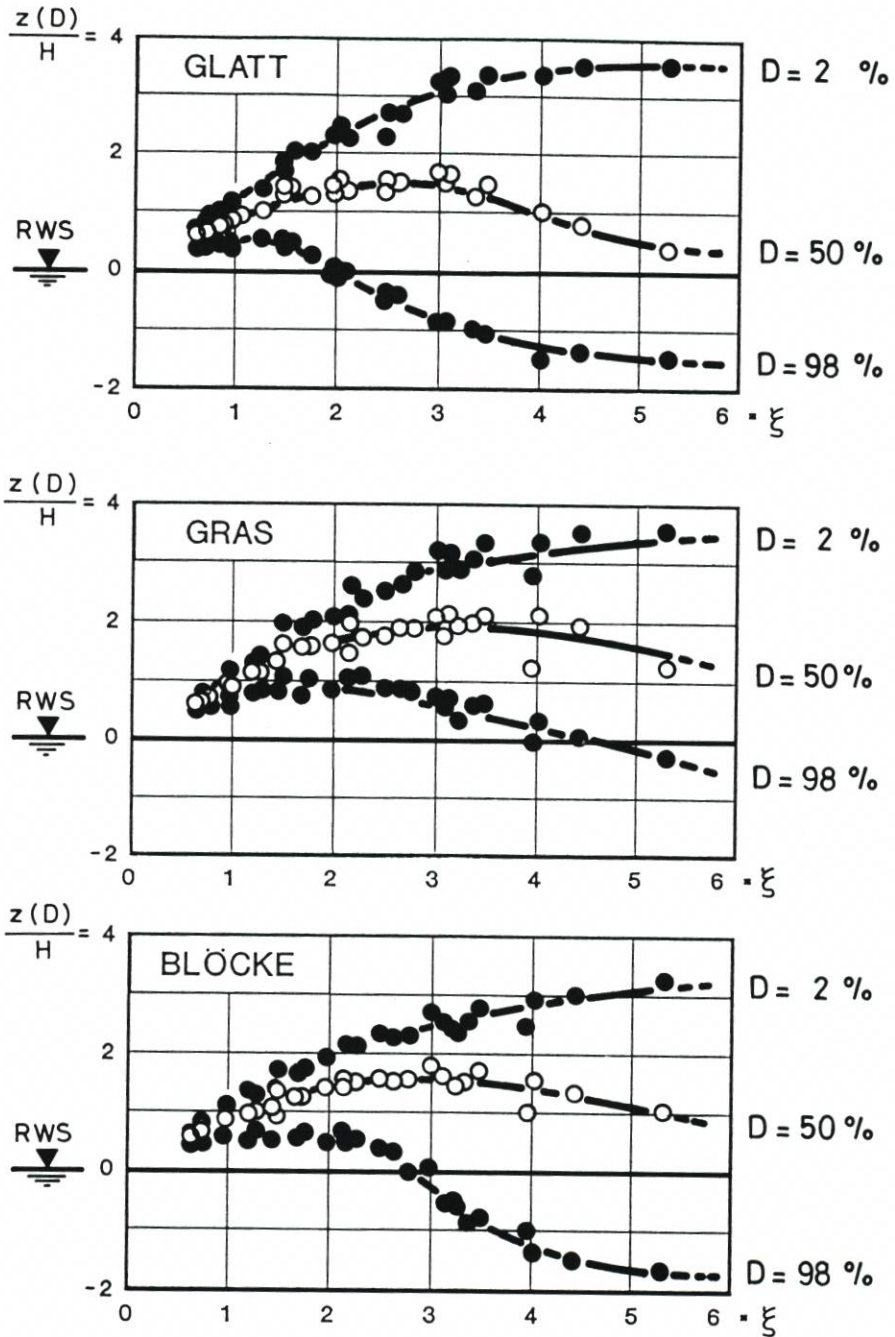 z(D)/H = 4
GLATT
D = 2 %
2
RWS
0
D = 50 %
-2
D = 98 %
0 1 2 3 4 5 6 ξ
z(D)/H = 4
GRAS
D = 2 %
2
D = 50 %
RWS
0
D = 98 %
-2
0 1 2 3 4 5 6 ξ
z(D)/H = 4
BLÖCKE
D = 2 %
2
D = 50 %
RWS
0
D = 98 %
-2
0 1 2 3 4 5 6 ξ